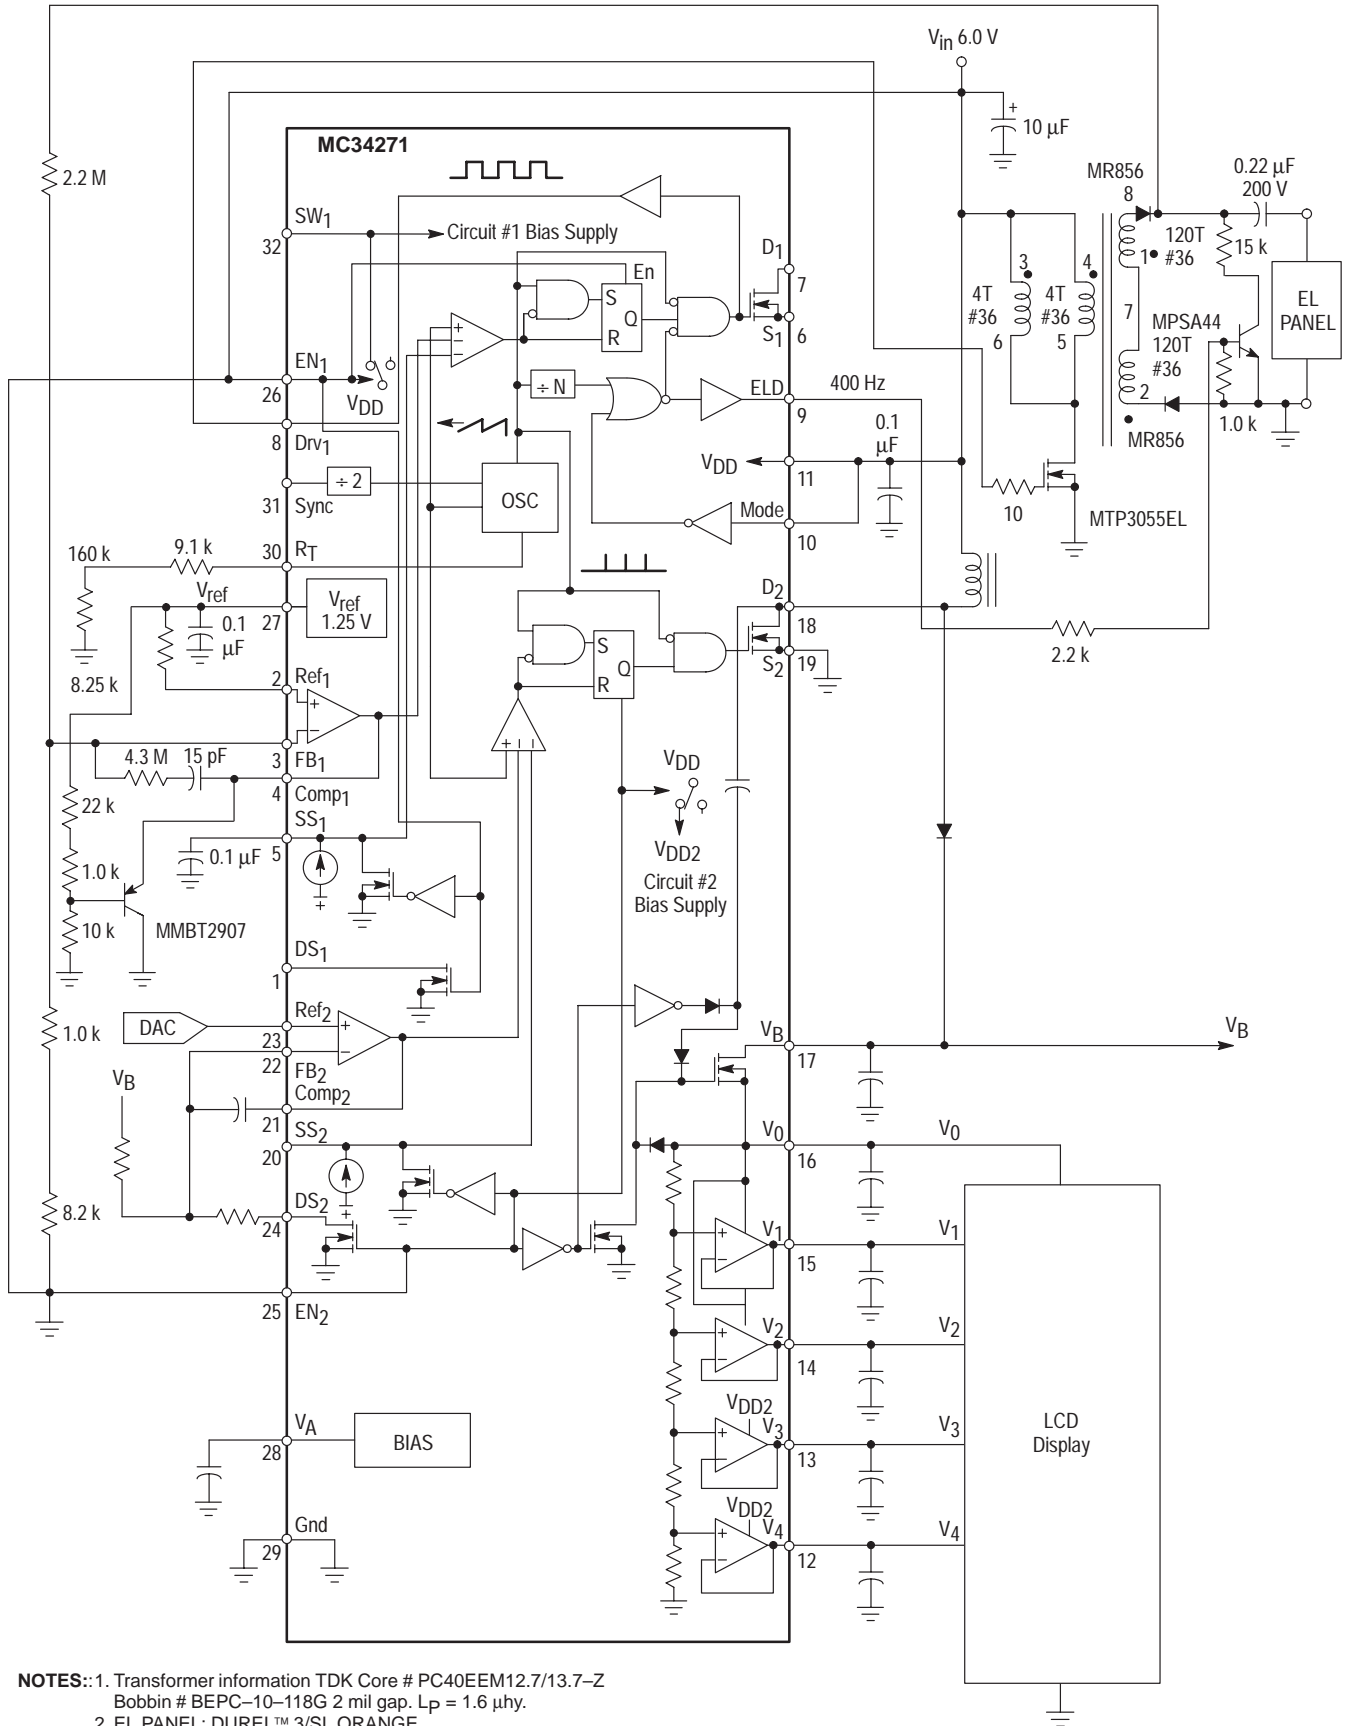 Vin 6.0 V
+
10 µF
MC34271
2.2 M
MR856
0.22 µF
200 V
8
SW1
32
Circuit #1 Bias Supply
D1
7
120T
#36
1
15 k
En
S
Q
R
S1
6
3
4T
#36
6
4
4T
#36
5
7
EL
PANEL
MPSA44
120T
#36
2
EN1
26
VDD
÷ N
ELD
9
400 Hz
1.0 k
8
Drv1
0.1
µF
MR856
VDD
11
÷ 2
31
Sync
OSC
Mode
10
10
MTP3055EL
160 k
9.1 k
30
RT
Vref
27
Vref
1.25 V
0.1
µF
D2
18
S
Q
R
S2
19
2.2 k
8.25 k
2
Ref1
+
−
+
−
−
+
−
−
4.3 M
15 pF
3
FB1
4
Comp1
VDD
22 k
SS1
5
0.1 µF
VDD2
Circuit #2
Bias Supply
1.0 k
+
10 k
MMBT2907
DS1
1
DAC
Ref2
23
+
−
1.0 k
22
FB2
VB
17
VB
VB
Comp2
21
SS2
20
V0
16
V0
+
DS2
24
8.2 k
V1
15
V1
+
−
25
EN2
V2
14
V2
+
−
VA
28
BIAS
VDD2
V3
13
V3
+
−
LCD
Display
Gnd
29
VDD2
V4
12
V4
+
−
NOTES::1. Transformer information TDK Core # PC40EEM12.7/13.7–Z
Bobbin # BEPC–10–118G 2 mil gap. LP = 1.6 µhy.
2. EL PANEL: DUREL™ 3/SL ORANGE